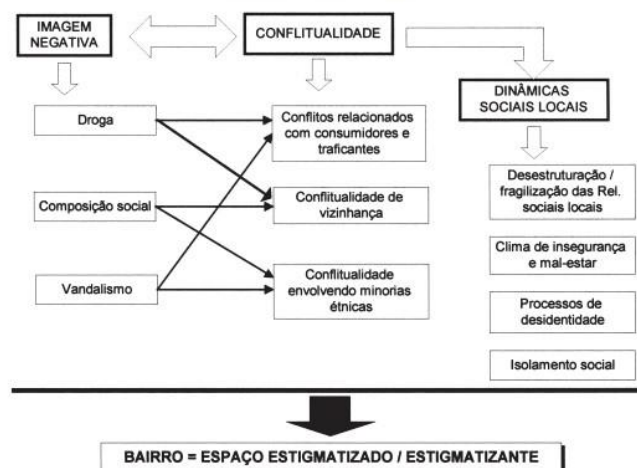 IMAGEM
NEGATIVA
CONFLITUALIDADE
DINÂMICAS
SOCIAIS LOCAIS
Droga
Composição social
Vandalismo
Conflitos relacionados
com consumidores e
traficantes
Conflitualidade de
vizinhança
Conflitualidade
envolvendo minorias
étnicas
Desestruturação /
fragilização das Rel.
sociais locais
Clima de insegurança
e mal-estar
Processos de
desidentidade
Isolamento social
BAIRRO = ESPAÇO ESTIGMATIZADO / ESTIGMATIZANTE